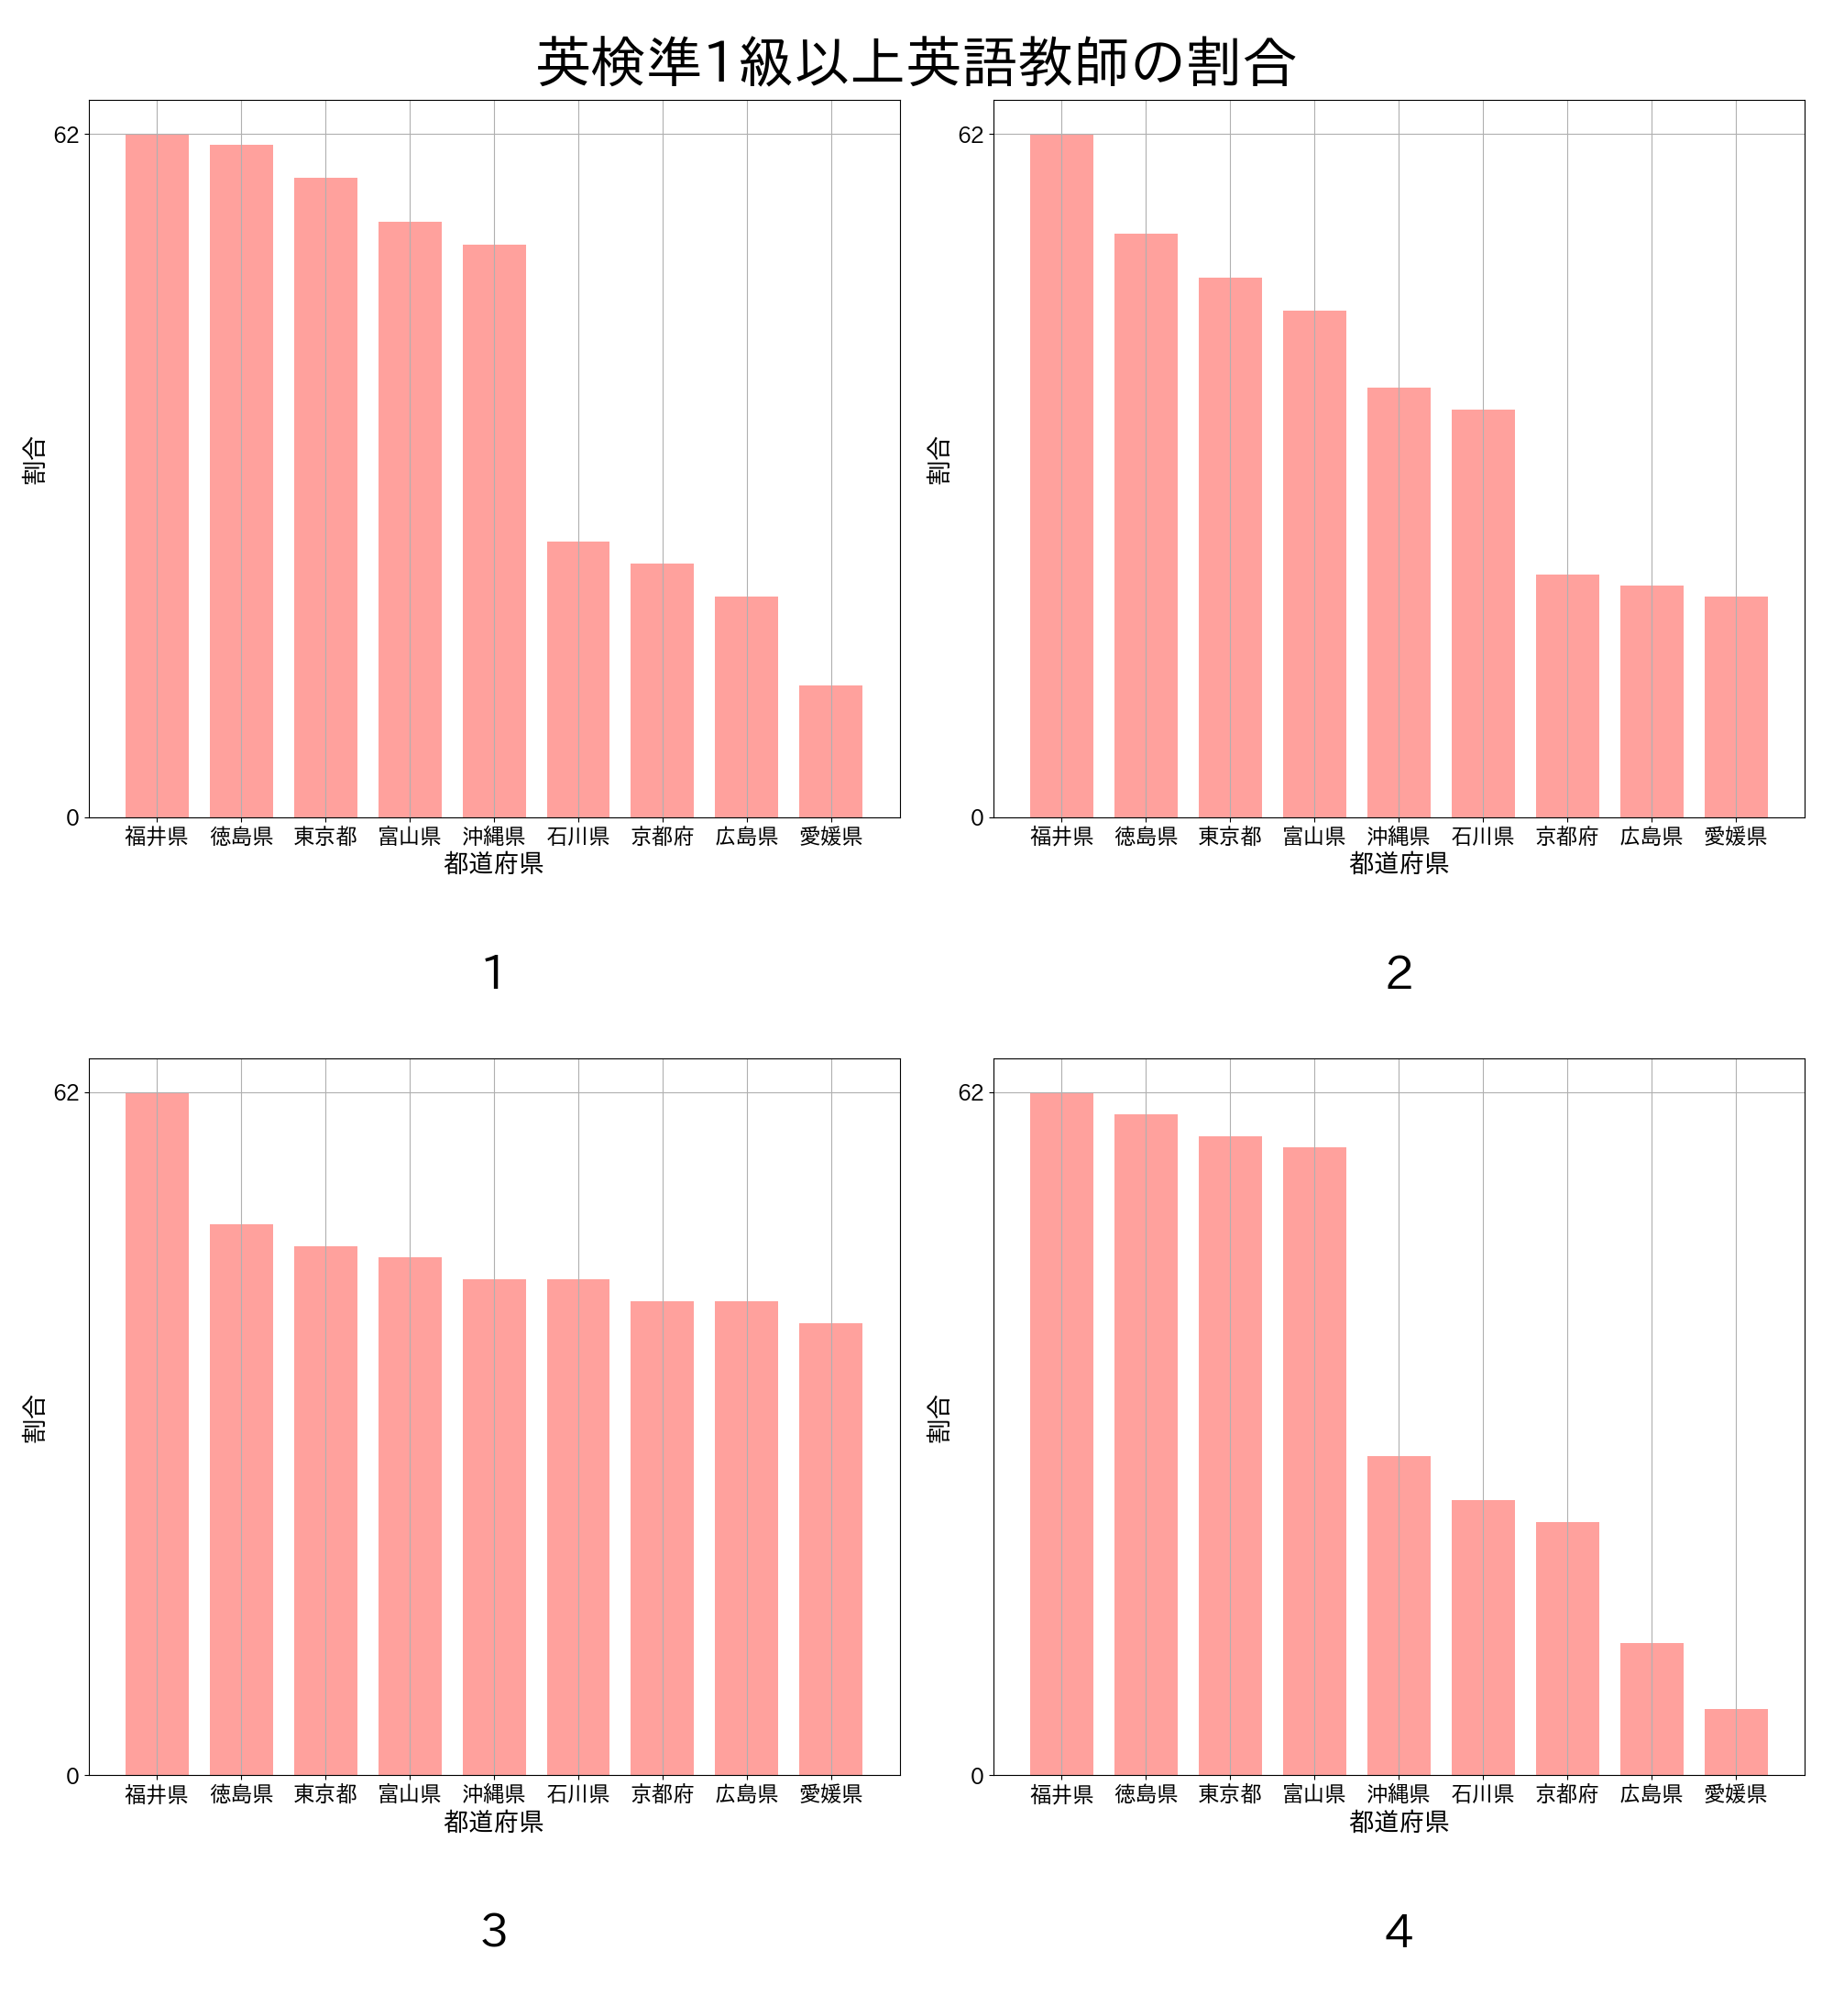 英検準1級以上英語教師の割合
62
0
割合
福井県 徳島県 東京都 富山県 沖縄県 石川県 京都府 広島県 愛媛県
都道府県
1
62
0
割合
福井県 徳島県 東京都 富山県 沖縄県 石川県 京都府 広島県 愛媛県
都道府県
2
62
0
割合
福井県 徳島県 東京都 富山県 沖縄県 石川県 京都府 広島県 愛媛県
都道府県
3
62
0
割合
福井県 徳島県 東京都 富山県 沖縄県 石川県 京都府 広島県 愛媛県
都道府県
4